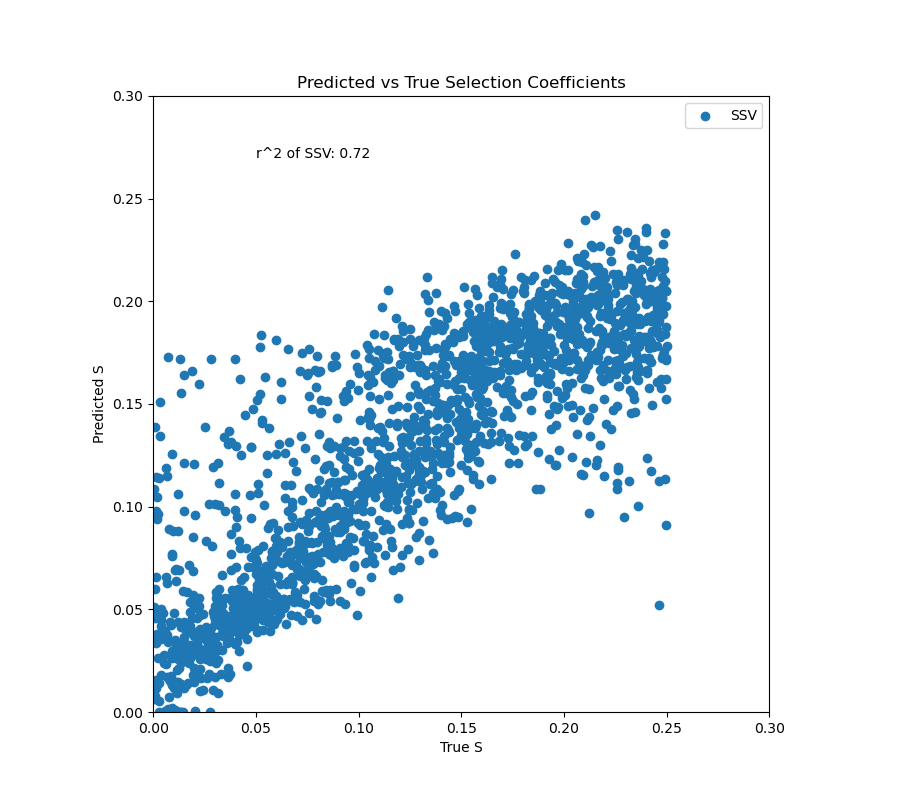 Predicted vs True Selection Coefficients
0.30
SSV
r^2 of SSV: 0.72
0.25
0.20
0.15
Predicted S
0.10
0.05
0.00
0.00 0.05 0.10 0.15 0.20 0.25 0.30
True S